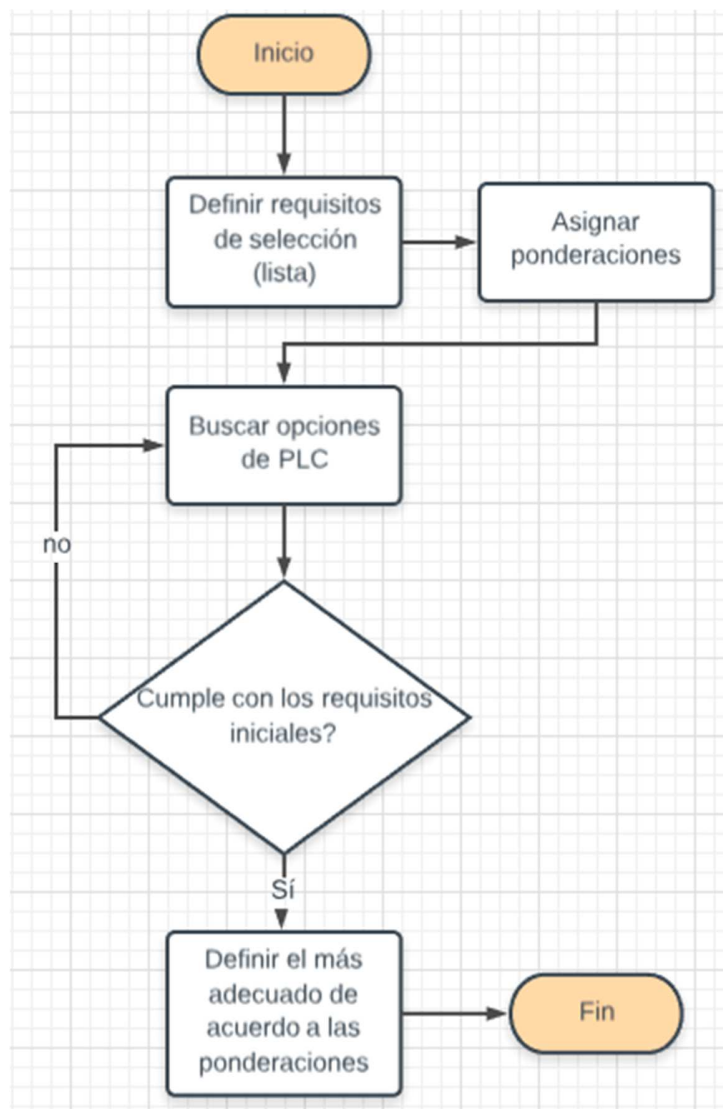 Inicio
Definir requisitos
de selección
(lista)
Asignar
ponderaciones
Buscar opciones
de PLC
no
Cumple con los requisitos
iniciales?
Sí
Definir el más
adecuado de
acuerdo a las
ponderaciones
Fin